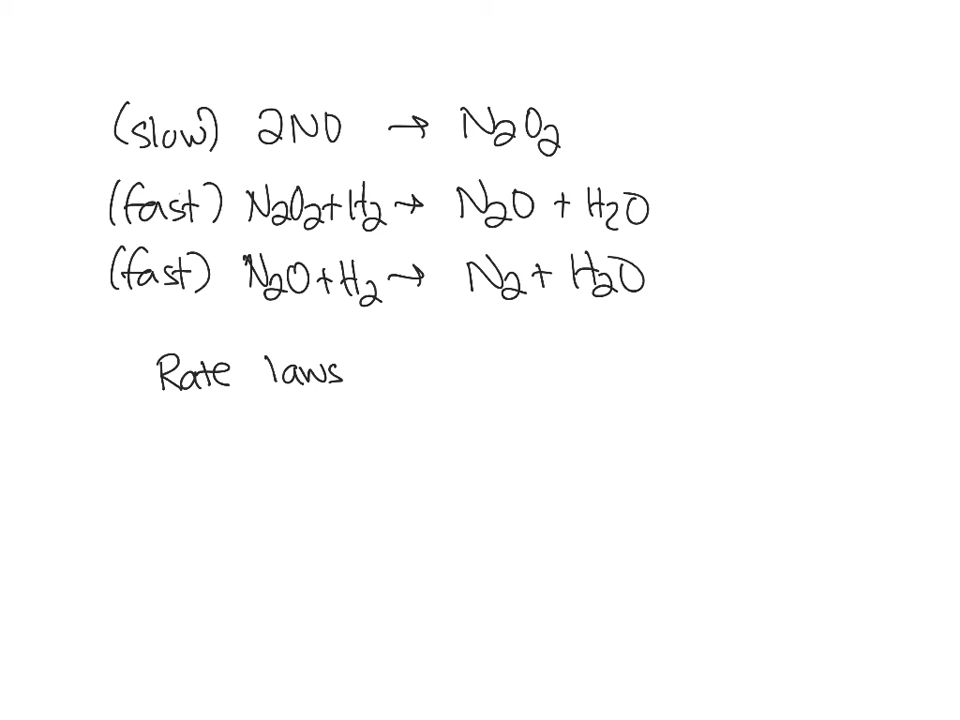 (slow) 2NO → N₂O₂
(fast) N₂O₂+H₂ → N₂O + H₂O
(fast) N₂O+H₂ → N₂ + H₂O
Rate laws